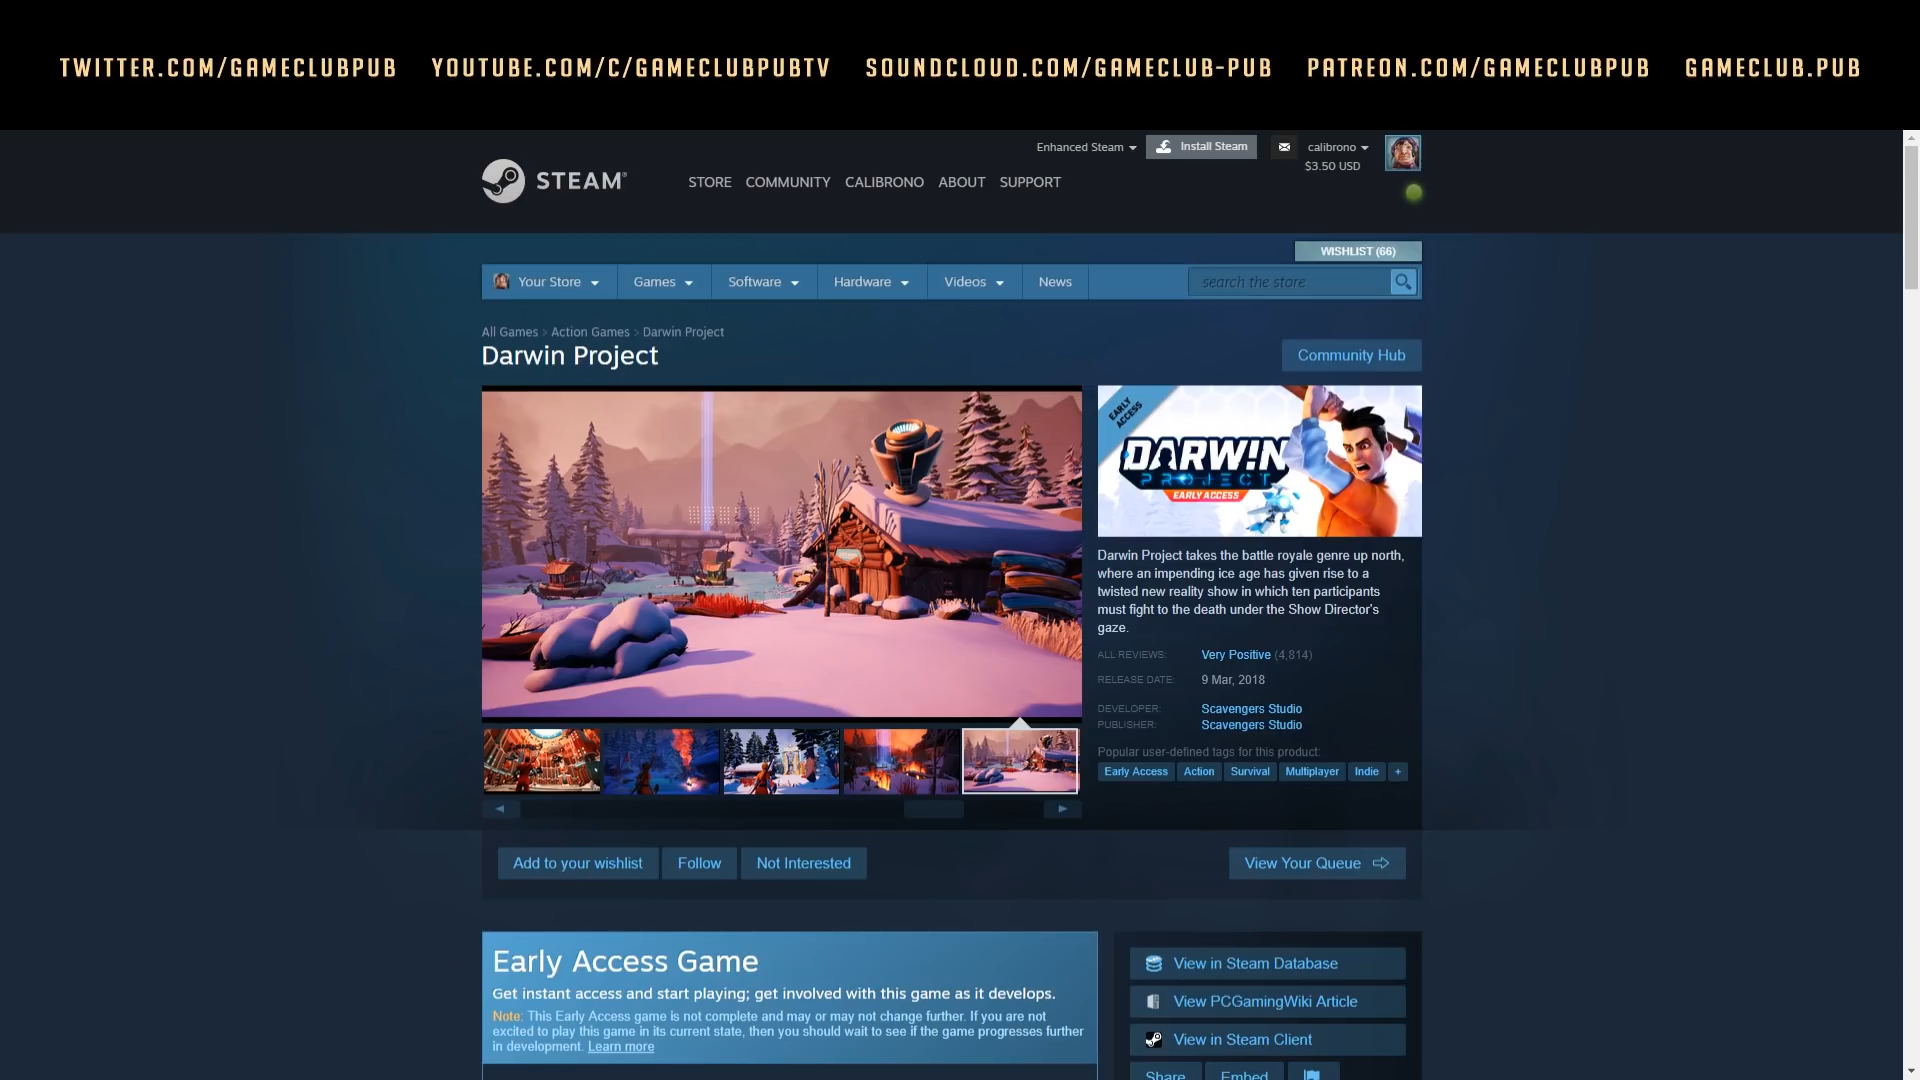 TWITTER.COM/GAMECLUBPUB YOUTUBE.COM/C/GAMECLUBPUBTV SOUNDCLOUD.COM/GAMECLUB-PUB PATREON.COM/GAMECLUBPUB GAMECLUB.PUB
Enhanced Steam Install Steam calibrono
$3.50 USD
STEAM®
STORE COMMUNITY CALIBRONO ABOUT SUPPORT
WISHLIST (66)
Your Store Games Software Hardware Videos News search the store
All Games > Action Games > Darwin Project
Darwin Project
Community Hub
EARLY ACCESS
DARWIN
PROJECT
EARLY ACCESS
Darwin Project takes the battle royale genre up north,
where an impending ice age has given rise to a
twisted new reality show in which ten participants
must fight to the death under the Show Director's
gaze.
ALL REVIEWS: Very Positive (4,814)
RELEASE DATE: 9 Mar, 2018
DEVELOPER: Scavengers Studio
PUBLISHER: Scavengers Studio
Popular user-defined tags for this product:
Early Access Action Survival Multiplayer Indie +
Add to your wishlist Follow Not Interested View Your Queue
Early Access Game
Get instant access and start playing; get involved with this game as it develops.
Note: This Early Access game is not complete and may or may not change further. If you are not
excited to play this game in its current state, then you should wait to see if the game progresses further
in development. Learn more
View in Steam Database
View PCGamingWiki Article
View in Steam Client
Share Embed